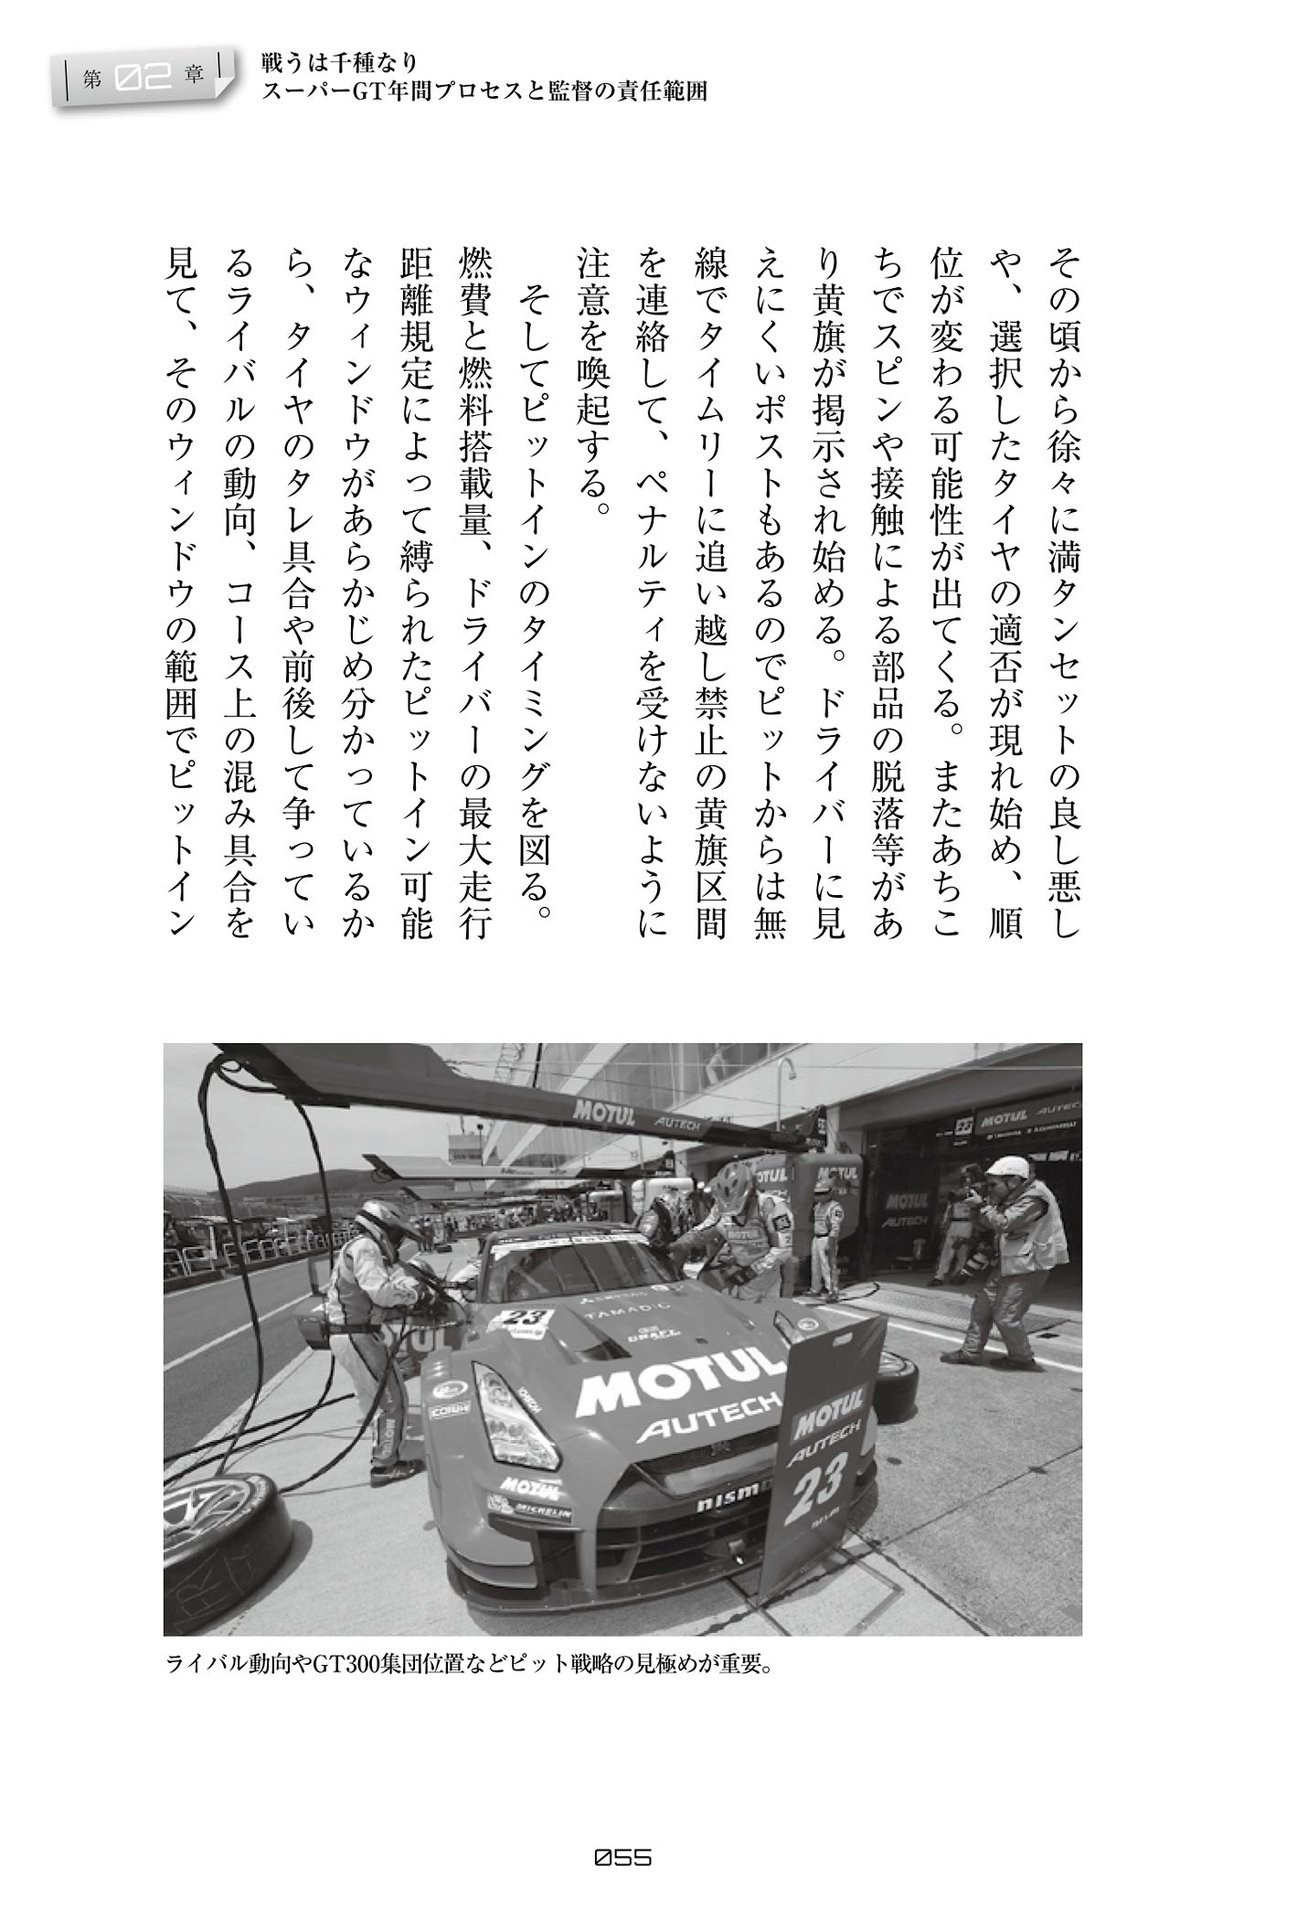 第02章
戦うは千種なり
スーパーGT年間プロセスと監督の責任範囲
その頃から徐々に満タンセットの良し悪し
や、選択したタイヤの適否が現れ始め、順
位が変わる可能性が出てくる。またあちこ
ちでスピンや接触による部品の脱落等があ
り黄旗が掲示され始める。ドライバーに見
えにくいポストもあるのでピットからは無
線でタイムリーに追い越し禁止の黄旗区間
を連絡して、ペナルティを受けないように
注意を喚起する。
そしてピットインのタイミングを図る。
燃費と燃料搭載量、ドライバーの最大走行
距離規定によって縛られたピットイン可能
なウィンドウがあらかじめ分かっているか
ら、タイヤのタレ具合や前後して争ってい
るライバルの動向、コース上の混み具合を
見て、そのウィンドウの範囲でピットイン
MOTUL AUTECH
MOTUL AUTECH
MOTUL
MOTUL
AUTECH
23
TAMADIC
MOTUL
AUTECH
MOTUL
MICHELIN
nismo
MOTUL
AUTECH
23
ライバル動向やGT300集団位置などピット戦略の見極めが重要。
055